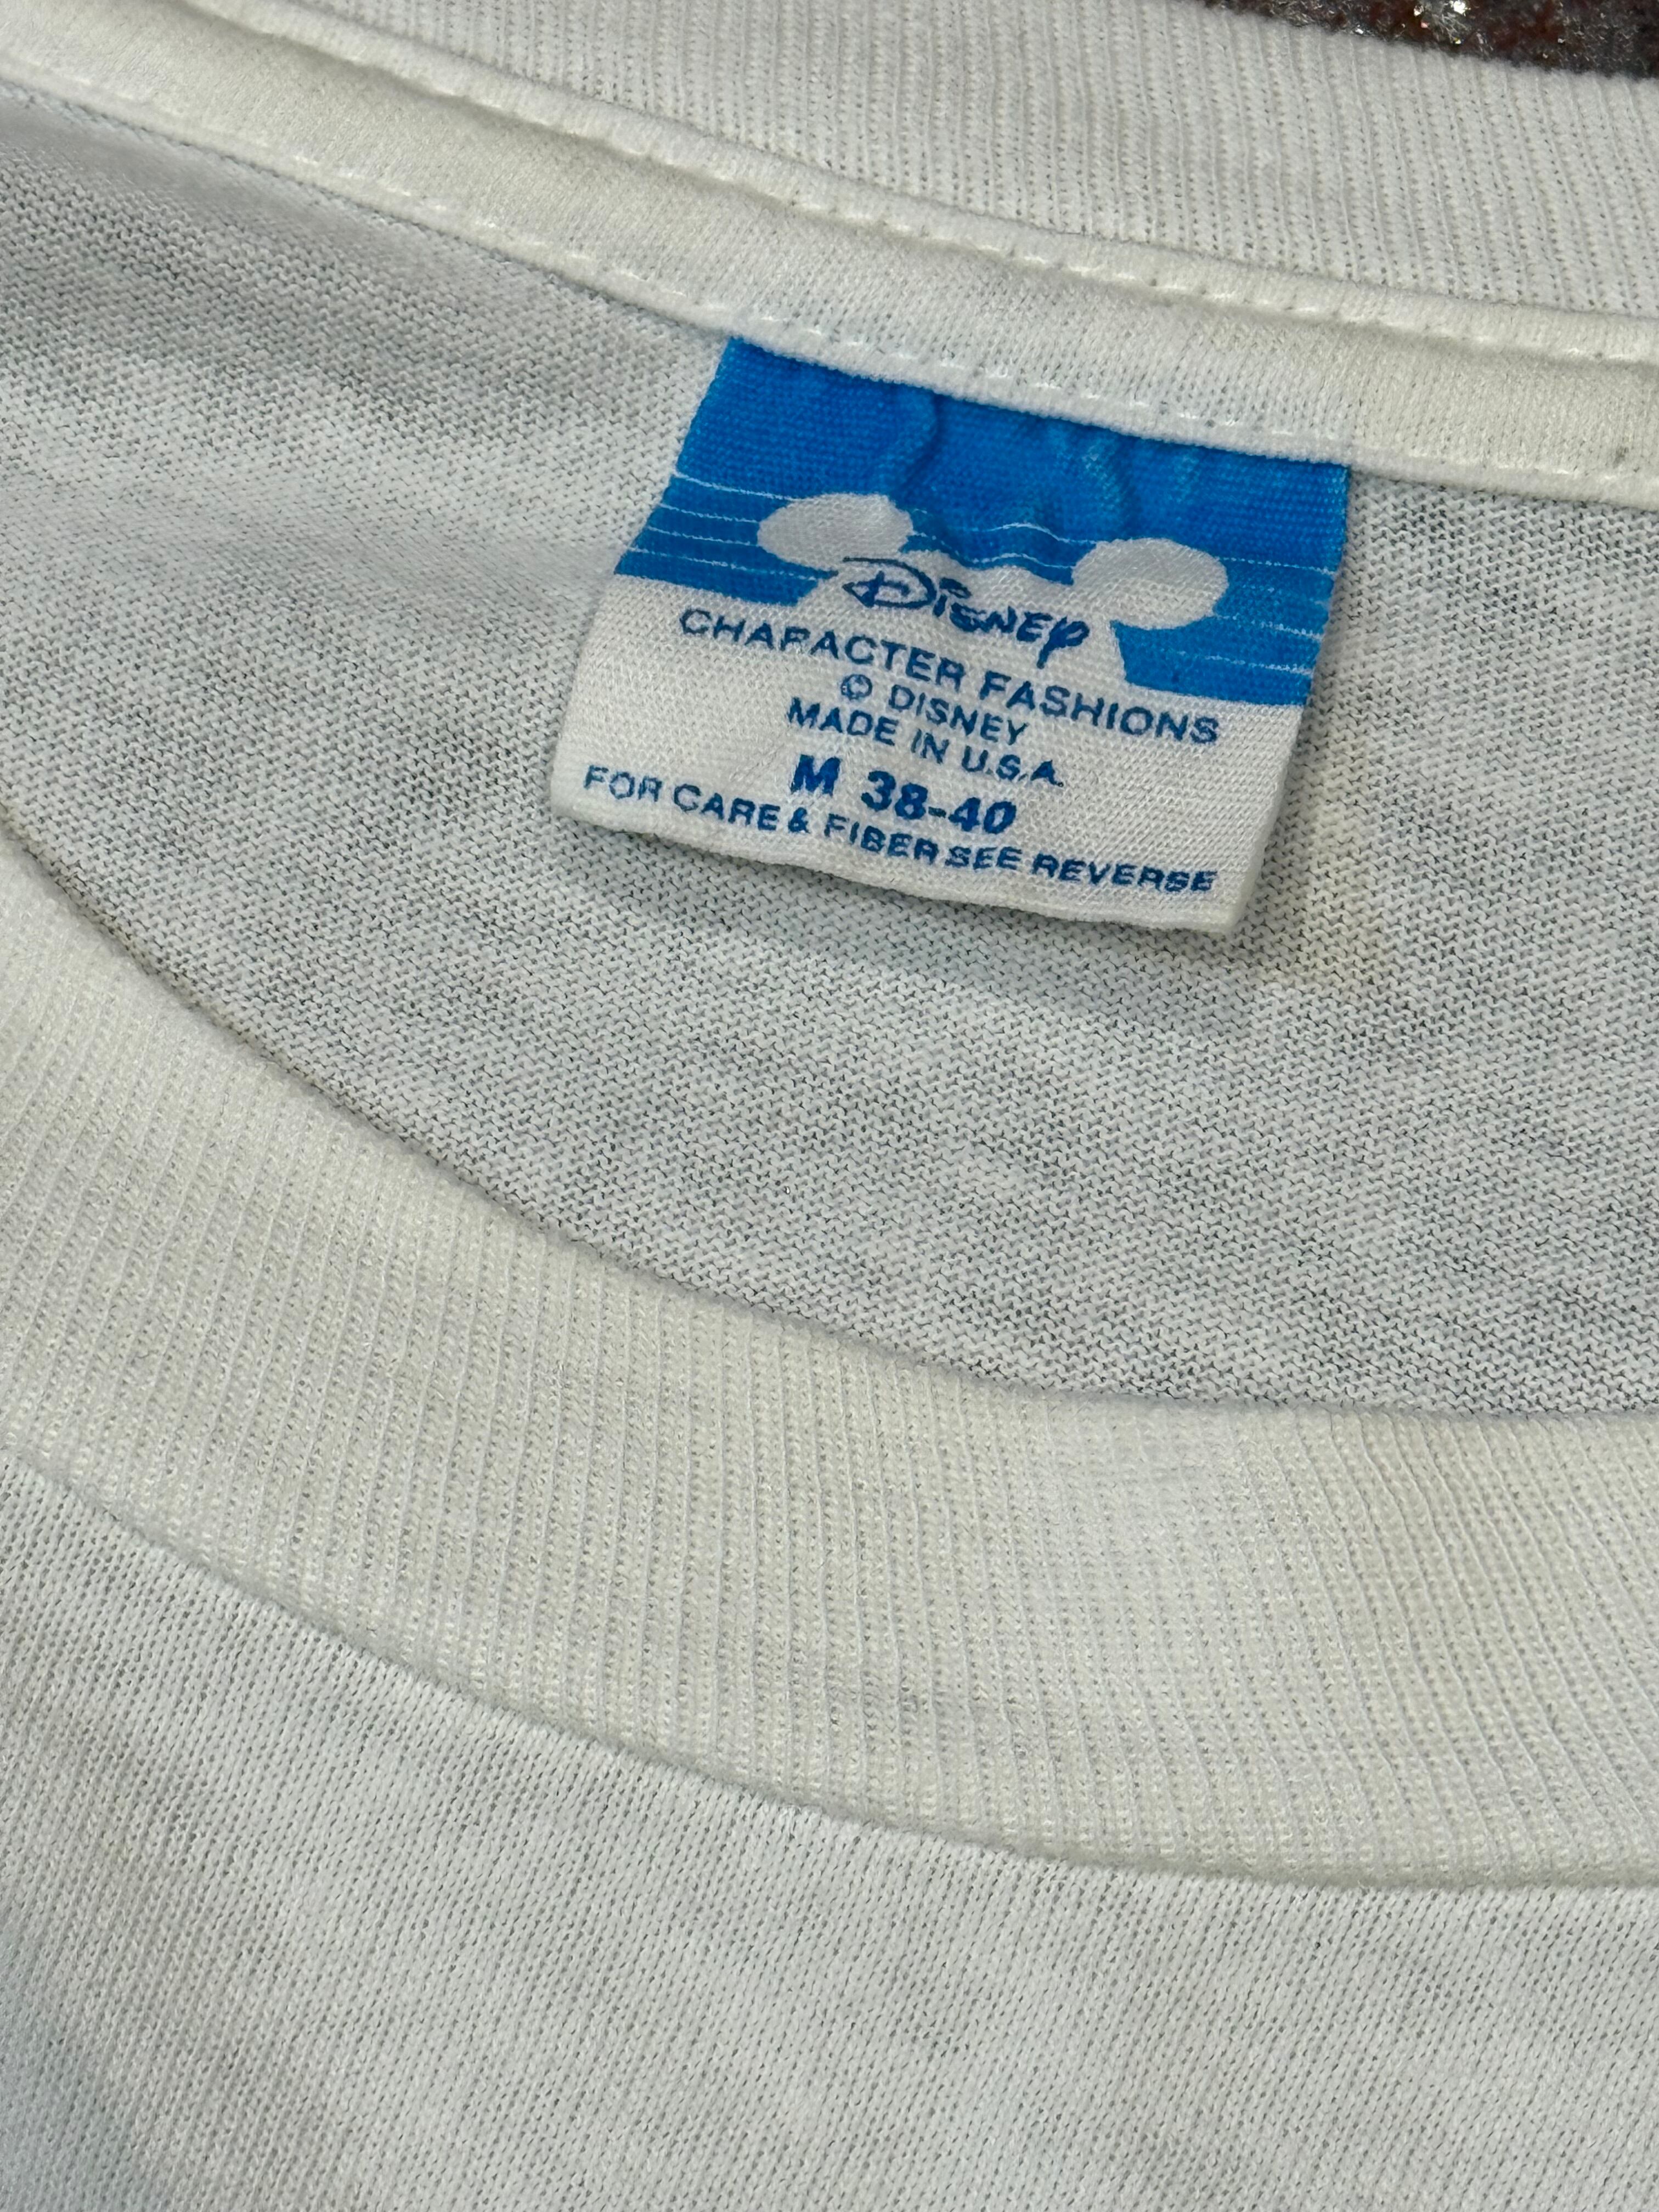 Disney
CHARACTER FASHIONS
© DISNEY
MADE IN U.S.A.
M 38-40
FOR CARE & FIBER SEE REVERSE